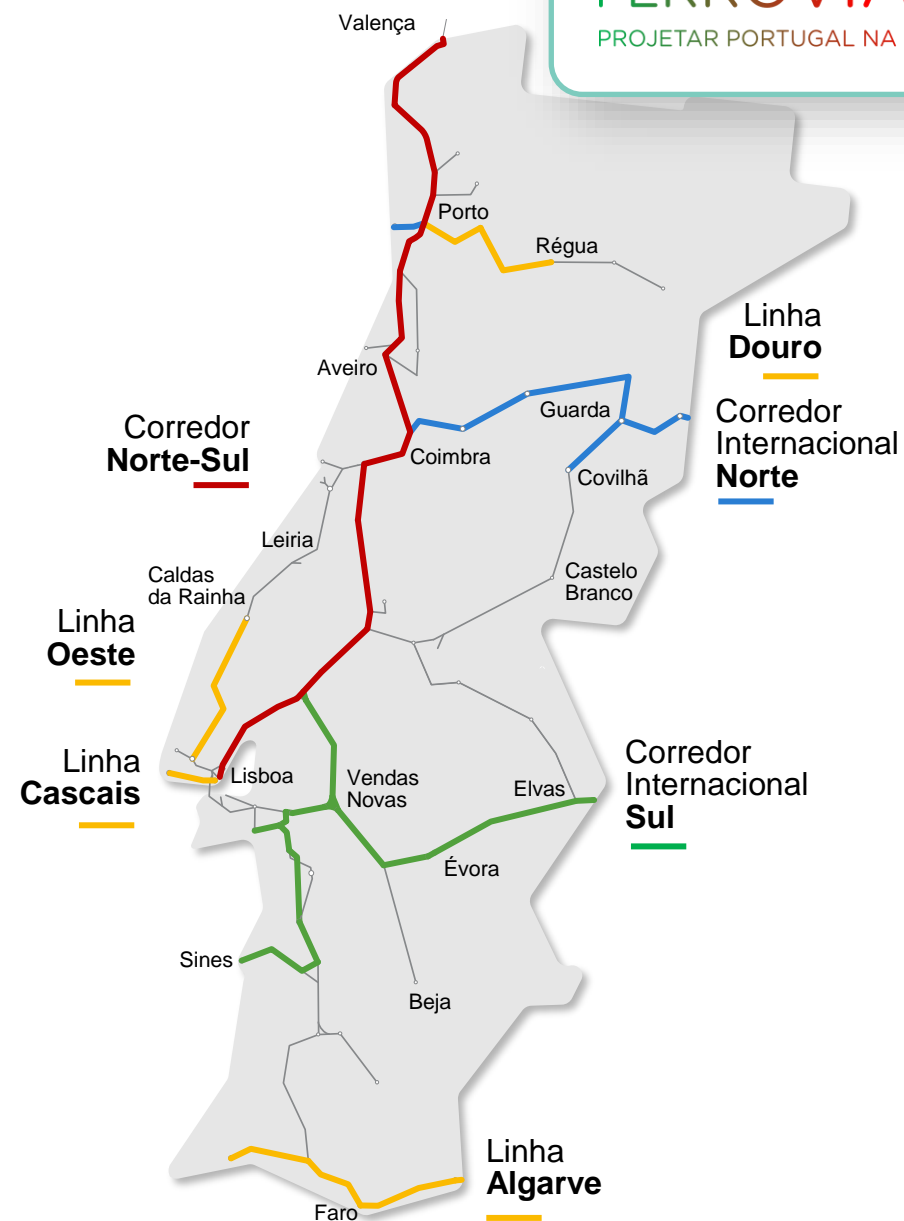 PROJETAR PORTUGAL NA
Valença
Porto
Régua
Linha
Douro
Aveiro
Guarda
Corredor
Internacional
Norte
Corredor
Norte-Sul
Coimbra
Covilhã
Leiria
Caldas
da Rainha
Castelo
Branco
Linha
Oeste
Linha
Cascais
Lisboa
Vendas
Novas
Elvas
Corredor
Internacional
Sul
Évora
Sines
Beja
Linha
Algarve
Faro